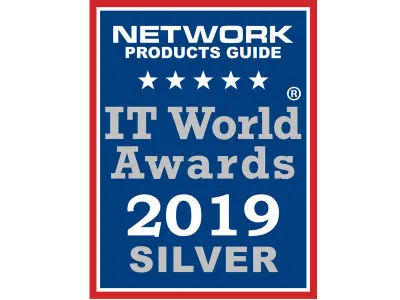 NETWORK
PRODUCTS GUIDE
®
IT World
Awards
2019
SILVER